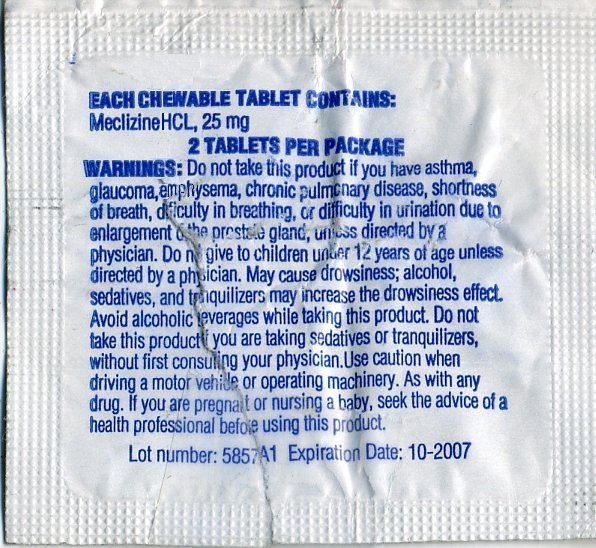 EACH CHEWABLE TABLET CONTAINS:
Meclizine HCL, 25 mg
2 TABLETS PER PACKAGE
WARNINGS: Do not take this product if you have asthma,
glaucoma, emphysema, chronic pulmonary disease, shortness
of breath, difficulty in breathing, or difficulty in urination due to
enlargement of the prostate gland, unless directed by a
physician. Do not give to children under 12 years of age unless
directed by a physician. May cause drowsiness; alcohol,
sedatives, and tranquilizers may increase the drowsiness effect.
Avoid alcoholic beverages while taking this product. Do not
take this product if you are taking sedatives or tranquilizers,
without first consulting your physician. Use caution when
driving a motor vehicle or operating machinery. As with any
drug. If you are pregnant or nursing a baby, seek the advice of a
health professional before using this product.
Lot number: 5857A1 Expiration Date: 10-2007